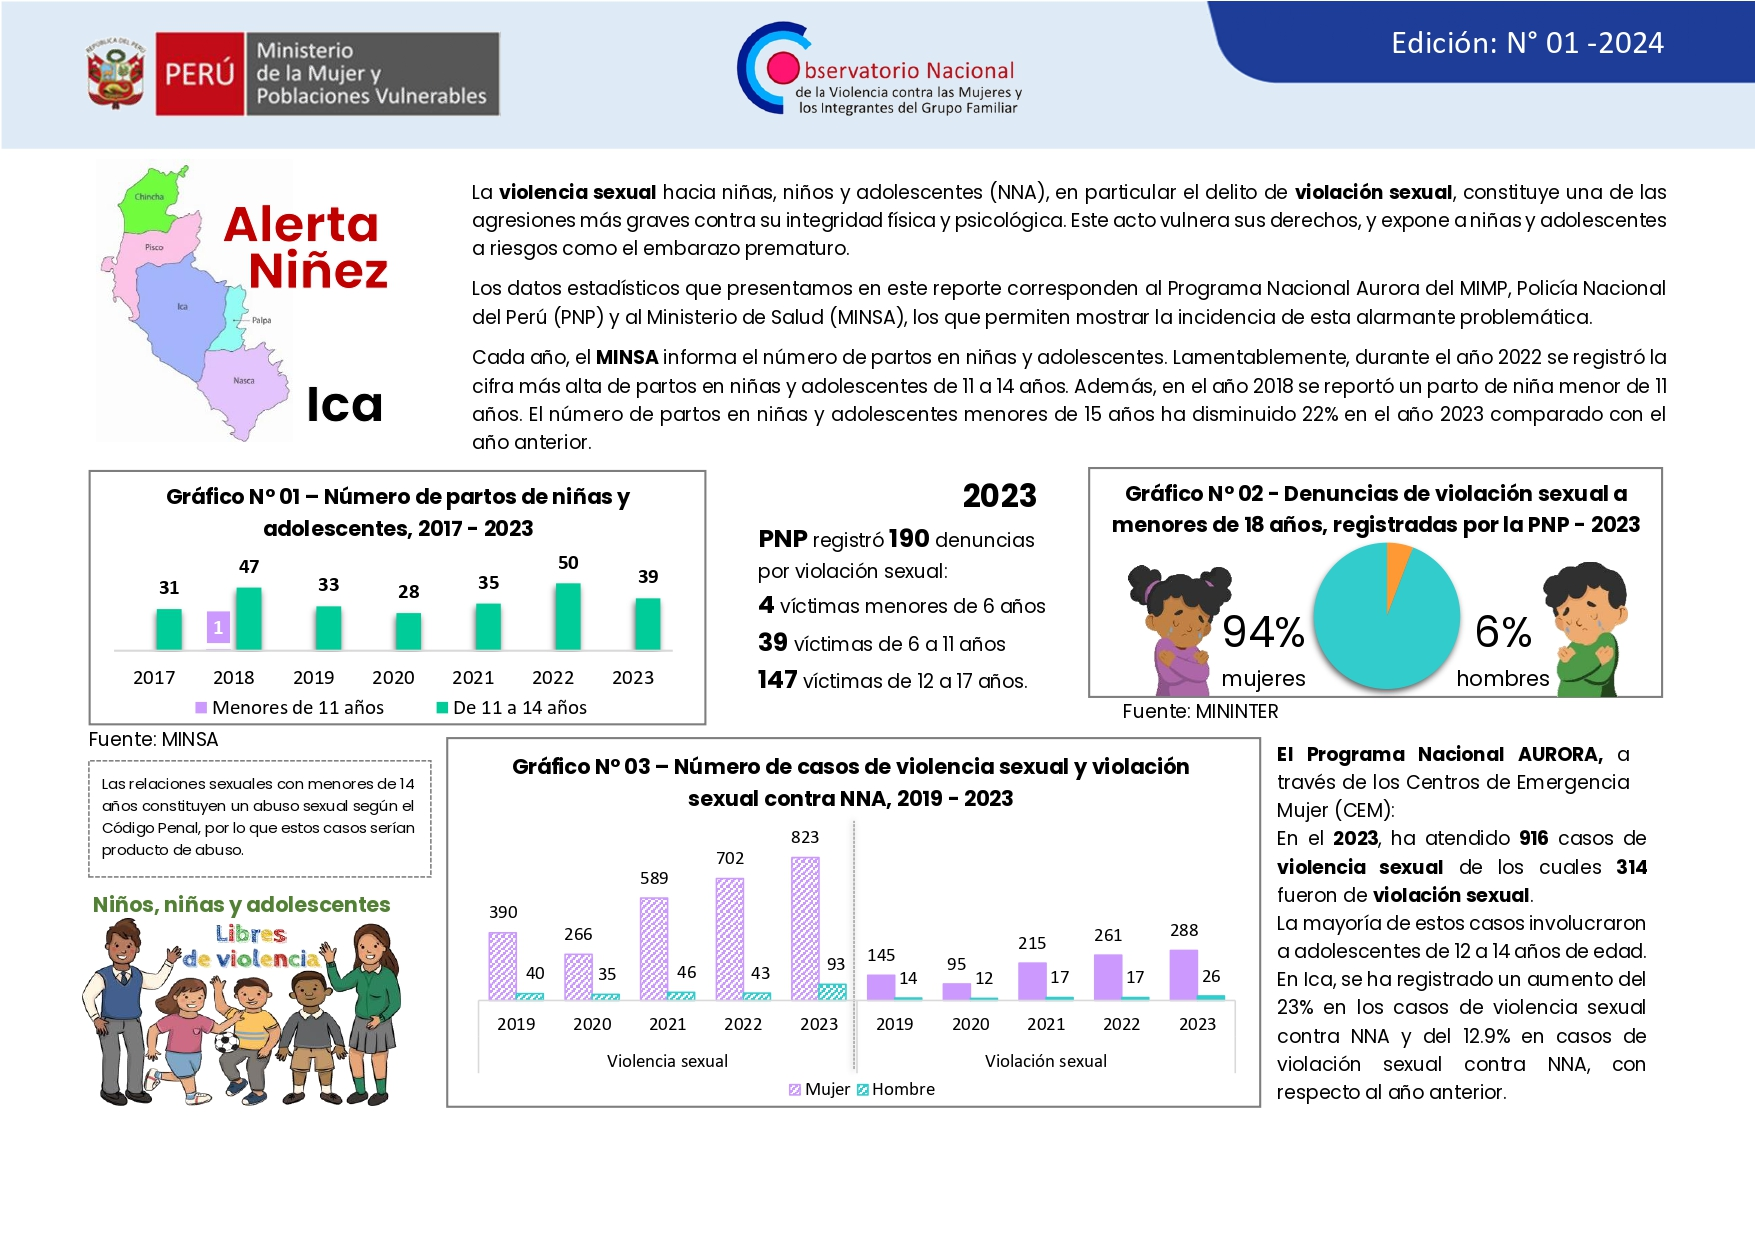 REPÚBLICA DEL PERÚ
PERÚ
Ministerio
de la Mujer y
Poblaciones Vulnerables
Observatorio Nacional
de la Violencia contra las Mujeres y
los Integrantes del Grupo Familiar
Edición: N° 01 -2024
Chincha
Pisco
Ica
Palpa
Nasca
Alerta
Niñez
Ica
La violencia sexual hacia niñas, niños y adolescentes (NNA), en particular el delito de violación sexual, constituye una de las
agresiones más graves contra su integridad física y psicológica. Este acto vulnera sus derechos, y expone a niñas y adolescentes
a riesgos como el embarazo prematuro.
Los datos estadísticos que presentamos en este reporte corresponden al Programa Nacional Aurora del MIMP, Policía Nacional
del Perú (PNP) y al Ministerio de Salud (MINSA), los que permiten mostrar la incidencia de esta alarmante problemática.
Cada año, el MINSA informa el número de partos en niñas y adolescentes. Lamentablemente, durante el año 2022 se registró la
cifra más alta de partos en niñas y adolescentes de 11 a 14 años. Además, en el año 2018 se reportó un parto de niña menor de 11
años. El número de partos en niñas y adolescentes menores de 15 años ha disminuido 22% en el año 2023 comparado con el
año anterior.
Gráfico N° 01 – Número de partos de niñas y
adolescentes, 2017 - 2023
31
1
47
33
28
35
50
39
2017 2018 2019 2020 2021 2022 2023
Menores de 11 años De 11 a 14 años
Fuente: MINSA
2023
PNP registró 190 denuncias
por violación sexual:
4 víctimas menores de 6 años
39 víctimas de 6 a 11 años
147 víctimas de 12 a 17 años.
Gráfico N° 02 - Denuncias de violación sexual a
menores de 18 años, registradas por la PNP - 2023
94%
mujeres
6%
hombres
Fuente: MININTER
Las relaciones sexuales con menores de 14
años constituyen un abuso sexual según el
Código Penal, por lo que estos casos serían
producto de abuso.
Niños, niñas y adolescentes
Libres
de violencia
Gráfico N° 03 – Número de casos de violencia sexual y violación
sexual contra NNA, 2019 - 2023
390 40
266 35
589 46
702 43
823 93
145 14
95 12
215 17
261 17
288 26
2019 2020 2021 2022 2023 2019 2020 2021 2022 2023
Violencia sexual Violación sexual
Mujer Hombre
El Programa Nacional AURORA, a
través de los Centros de Emergencia
Mujer (CEM):
En el 2023, ha atendido 916 casos de
violencia sexual de los cuales 314
fueron de violación sexual.
La mayoría de estos casos involucraron
a adolescentes de 12 a 14 años de edad.
En Ica, se ha registrado un aumento del
23% en los casos de violencia sexual
contra NNA y del 12.9% en casos de
violación sexual contra NNA, con
respecto al año anterior.